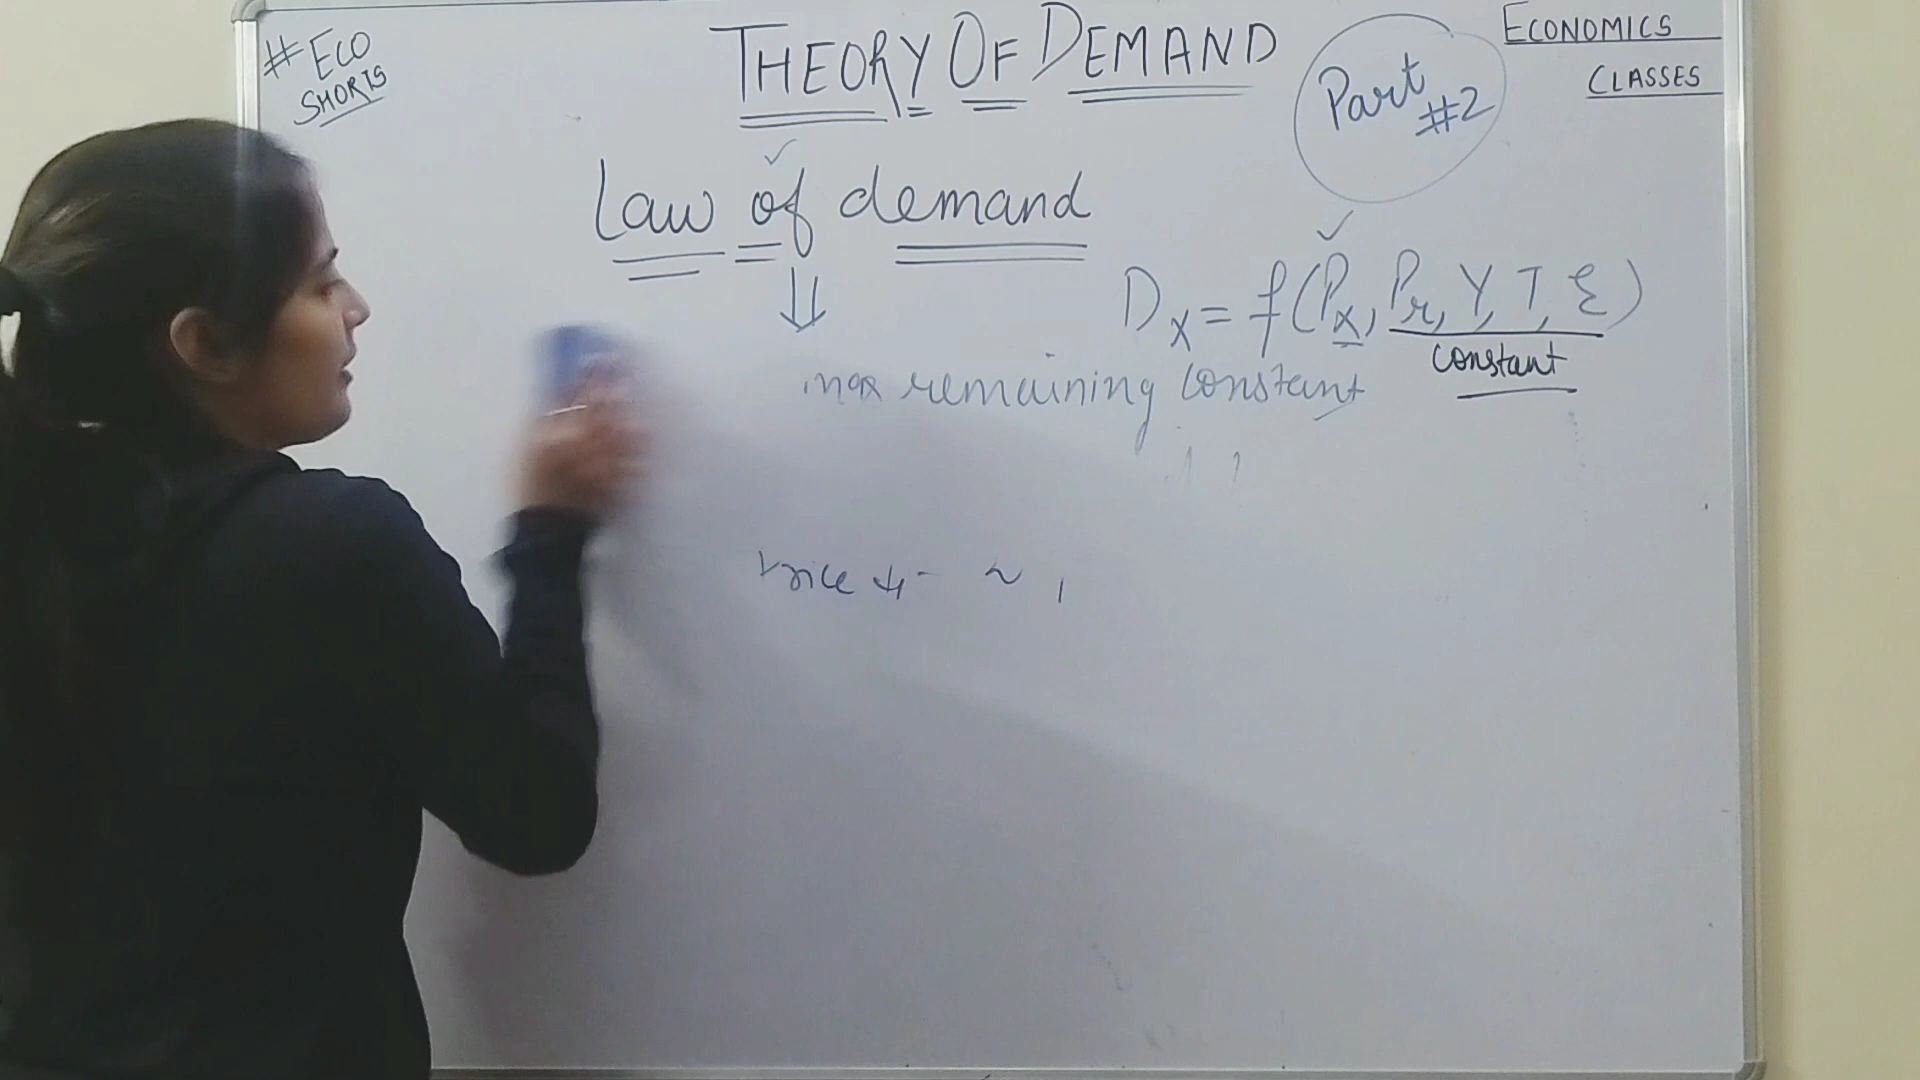 # ECO
SHORTS
THEORY OF DEMAND
Part
#2
ECONOMICS
CLASSES
Law of demand
Dx = f(Px, Pr, Y, T, Ɛ)
constant
remaining constant